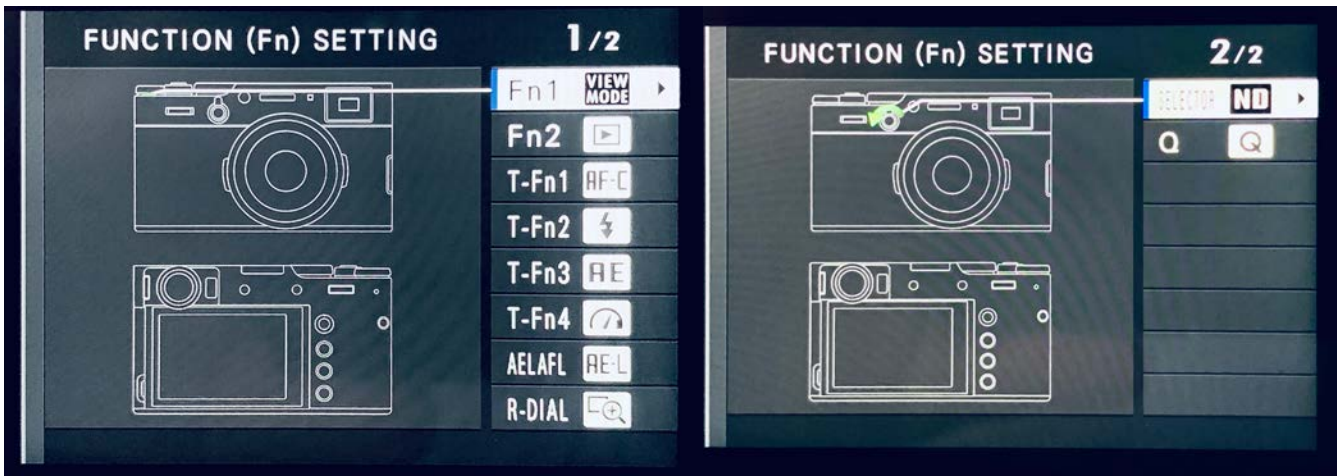 FUNCTION (Fn) SETTING 1/2
Fn1 VIEW MODE
Fn2
T-Fn1 AF-C
T-Fn2
T-Fn3 AE
T-Fn4
AELAFL AE-L
R-DIAL
FUNCTION (Fn) SETTING 2/2
SELECTOR ND
Q Q